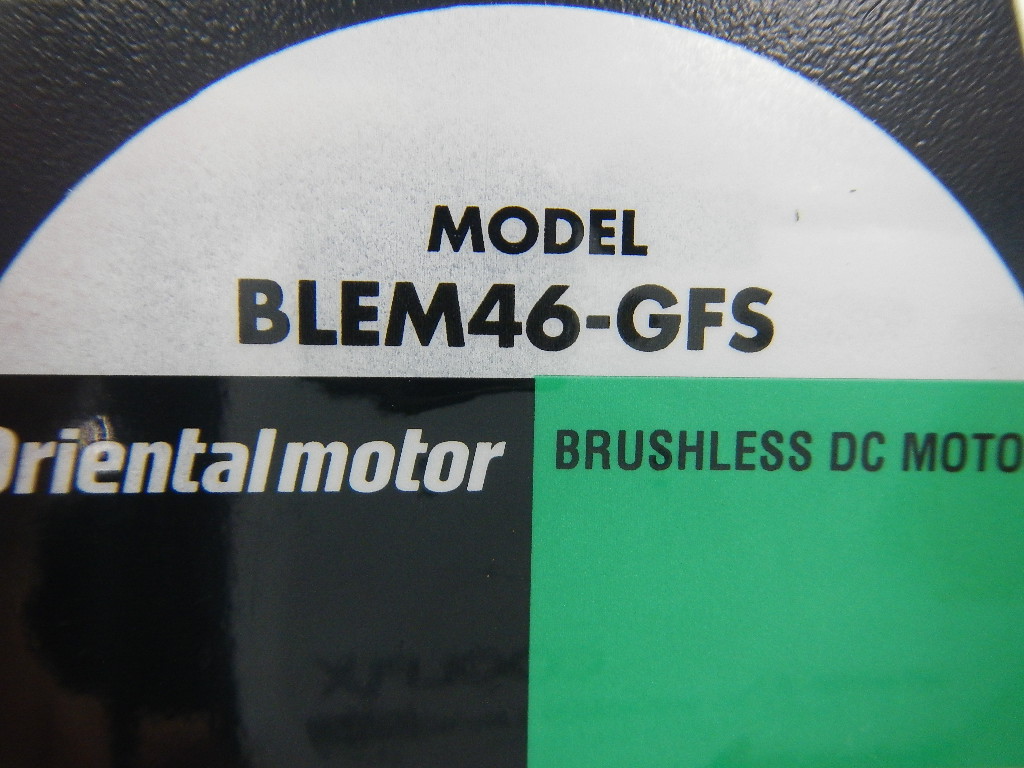 MODEL
BLEM46-GFS
Orientalmotor
BRUSHLESS DC MOTO